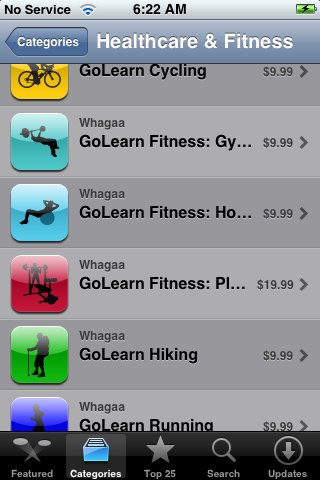 No Service 6:22 AM
Categories Healthcare & Fitness
GoLearn Cycling $9.99
Whagaa
GoLearn Fitness: Gy... $9.99
Whagaa
GoLearn Fitness: Ho... $9.99
Whagaa
GoLearn Fitness: Pl... $19.99
Whagaa
GoLearn Hiking $9.99
Whagaa
GoLearn Running $9.99
Featured Categories Top 25 Search Updates